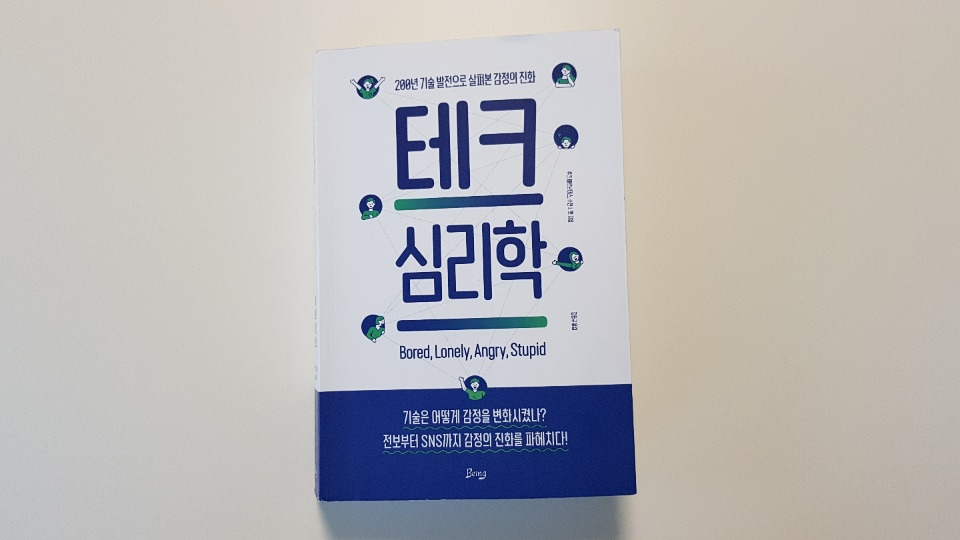 200년 기술 발전으로 살펴본 감정의 진화
테크
심리학
Bored, Lonely, Angry, Stupid
기술은 어떻게 감정을 변화시켰나?
전보부터 SNS까지 감정의 진화를 파헤치다!
Being